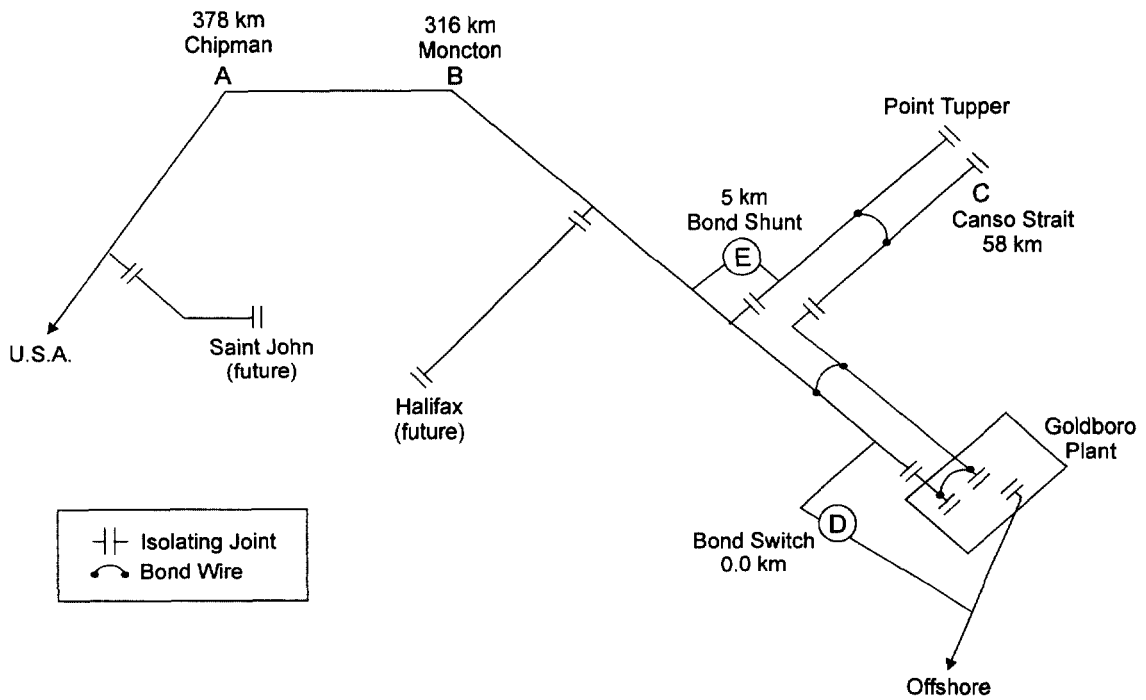 378 km
Chipman
A
316 km
Moncton
B
Point Tupper
5 km
Bond Shunt
E
C
Canso Strait
58 km
U.S.A.
Saint John
(future)
Halifax
(future)
Goldboro
Plant
Bond Switch
0.0 km
D
Isolating Joint
Bond Wire
Offshore